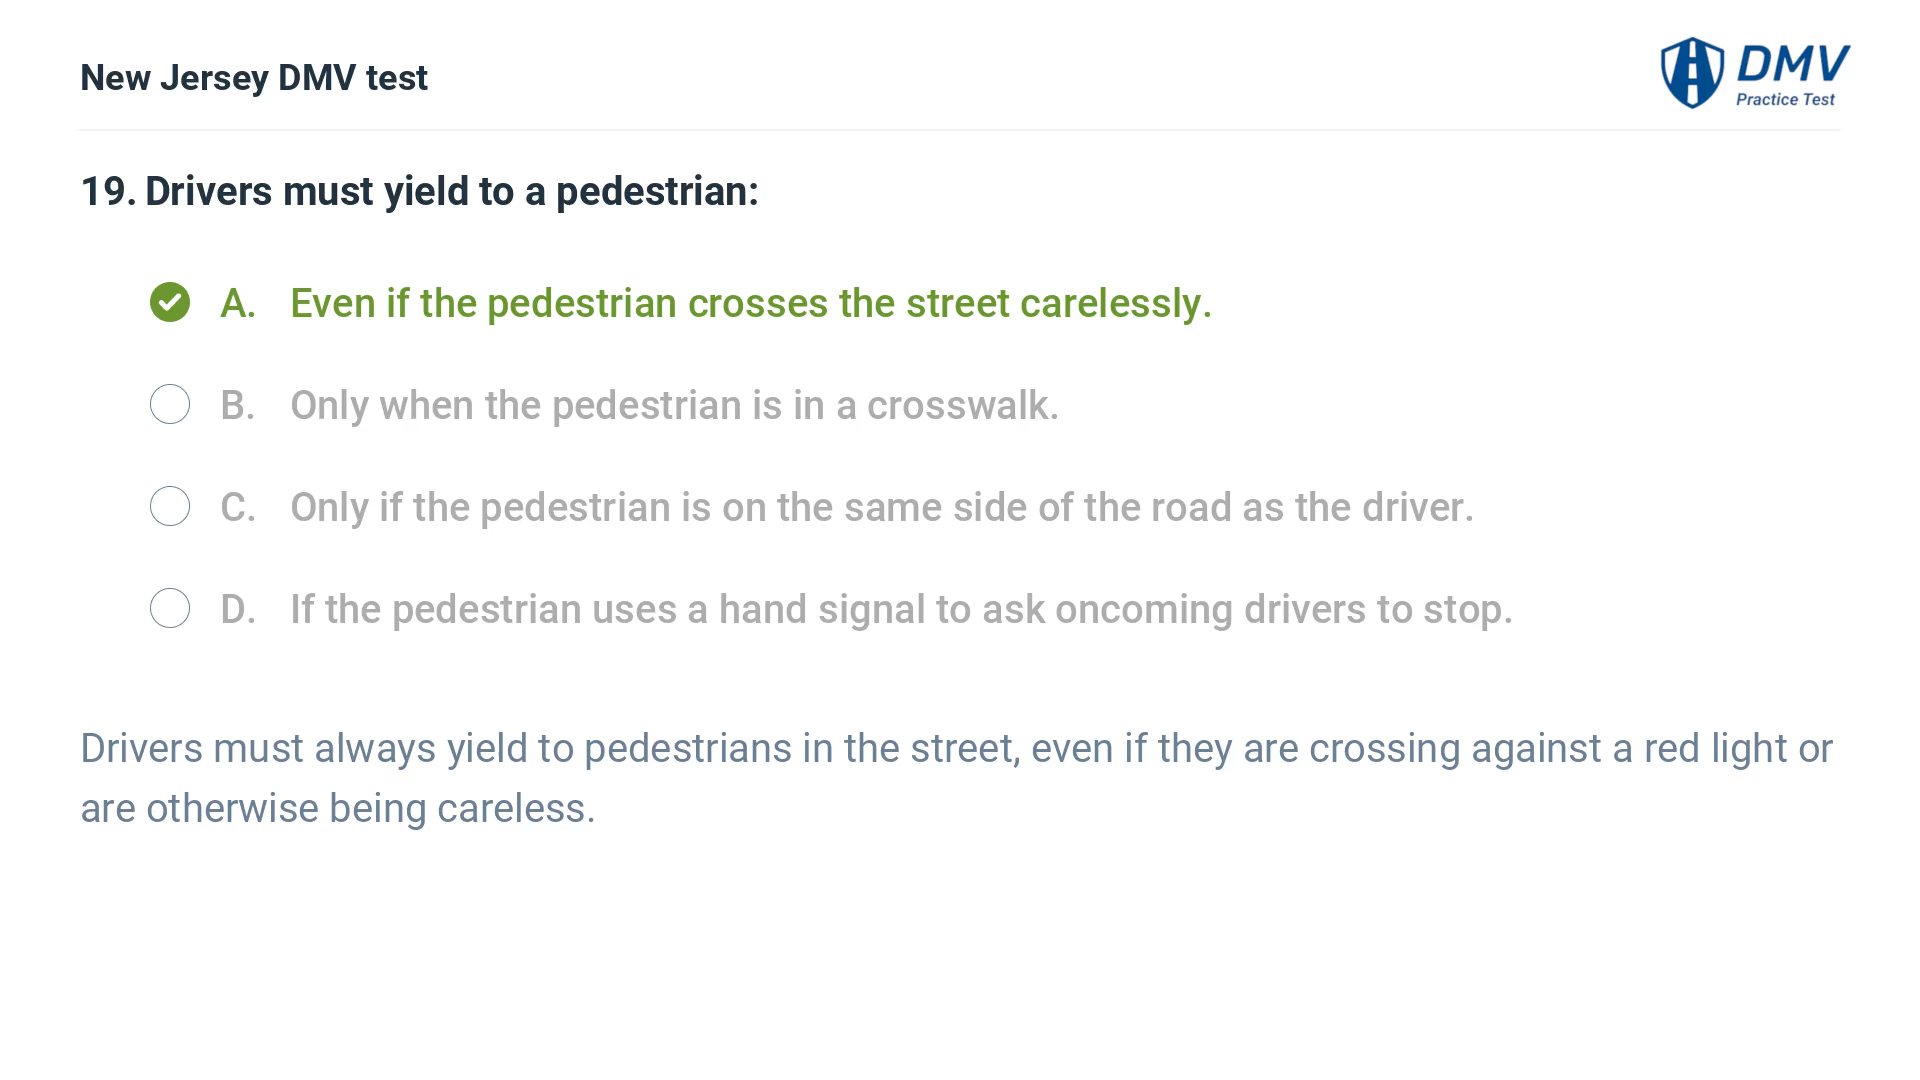 New Jersey DMV test
DMV
Practice Test
19. Drivers must yield to a pedestrian:
A. Even if the pedestrian crosses the street carelessly.
B. Only when the pedestrian is in a crosswalk.
C. Only if the pedestrian is on the same side of the road as the driver.
D. If the pedestrian uses a hand signal to ask oncoming drivers to stop.
Drivers must always yield to pedestrians in the street, even if they are crossing against a red light or
are otherwise being careless.